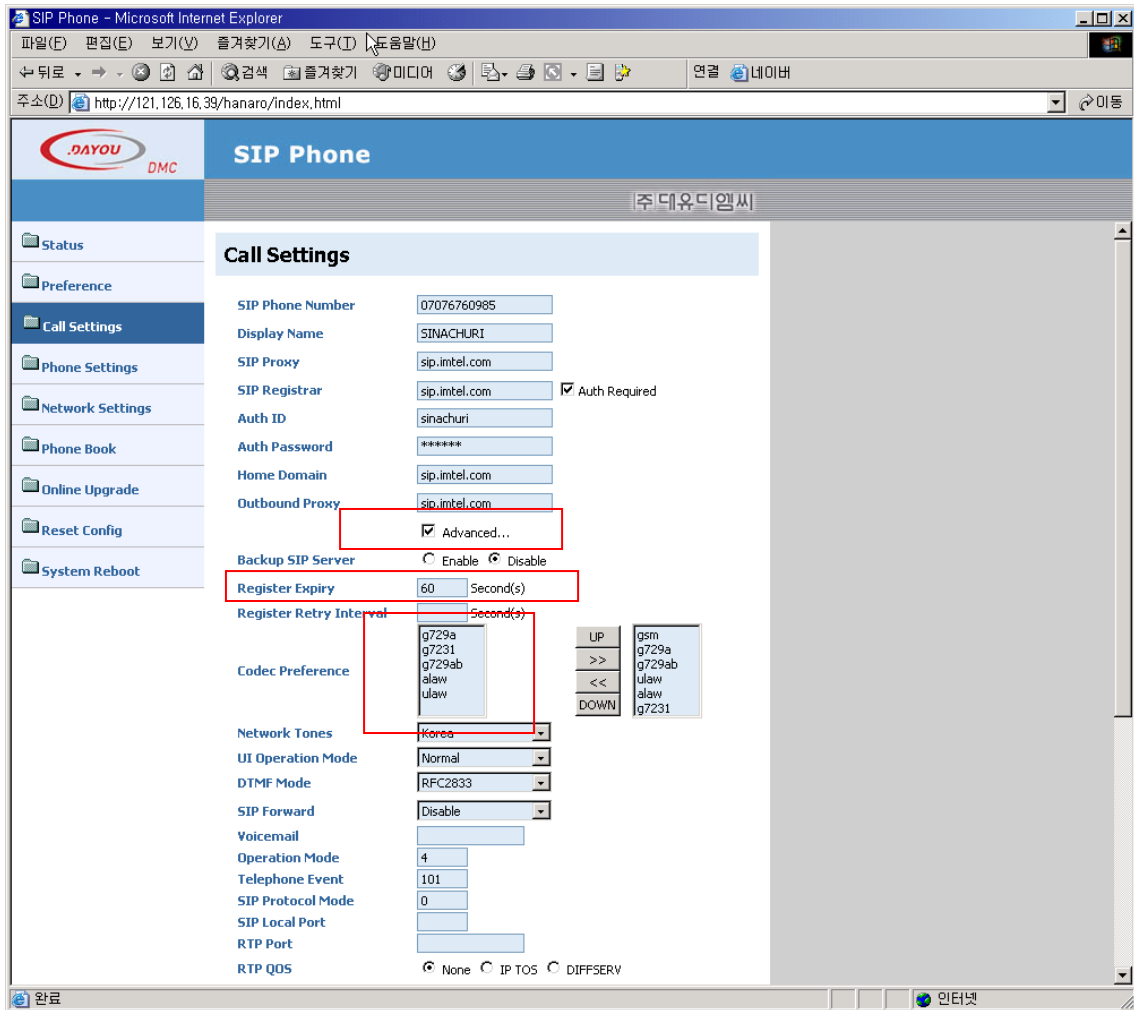 SIP Phone - Microsoft Internet Explorer
파일(F) 편집(E) 보기(V) 즐겨찾기(A) 도구(T) 도움말(H)
뒤로 검색 즐겨찾기 미디어 연결 네이버
주소(D) http://121.126.16.39/hanaro/index.html 이동
DAYOU DMC
SIP Phone
주대유디엠씨
Status
Preference
Call Settings
Phone Settings
Network Settings
Phone Book
Online Upgrade
Reset Config
System Reboot
Call Settings
SIP Phone Number 07076760985
Display Name SINACHURI
SIP Proxy sip.imtel.com
SIP Registrar sip.imtel.com Auth Required
Auth ID sinachuri
Auth Password ******
Home Domain sip.imtel.com
Outbound Proxy sip.imtel.com
Advanced...
Backup SIP Server Enable Disable
Register Expiry 60 Second(s)
Register Retry Interval Second(s)
Codec Preference
g729a
g7231
g729ab
alaw
ulaw
UP
>>
<<
DOWN
gsm
g729a
g729ab
ulaw
alaw
g7231
Network Tones Korea
UI Operation Mode Normal
DTMF Mode RFC2833
SIP Forward Disable
Voicemail
Operation Mode 4
Telephone Event 101
SIP Protocol Mode 0
SIP Local Port
RTP Port
RTP QOS None IP TOS DIFFSERV
완료 인터넷